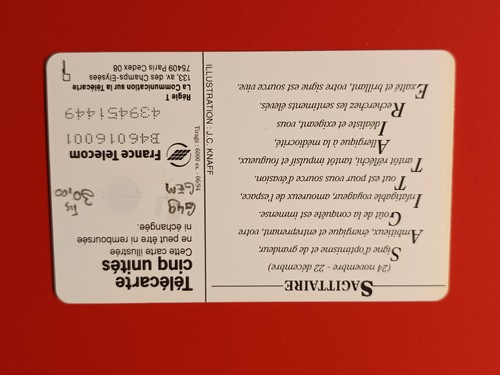 SAGITTAIRE
(24 novembre - 22 décembre)
Signe d'optimisme et grandeur,
Ambitieux, énergique et entreprenant, votre
Goût de la conquête est immense.
Infatigable voyageur, amoureux de l'espace,
Tout est pour vous source d'évasion.
Tantôt réfléchi, tantôt impulsif et fougueux,
Allergique à la médiocrité,
Idéaliste et exigeant, vous
Recherchez les sentiments élevés.
Exalté et brillant, votre signe est source vive.
Télécarte
cinq unités
Cette carte illustrée
ne peut être ni remboursée
ni échangée.
G49
GEM
30,00
France Telecom
B46016001
439451449
Régie T
La Communication sur la Télécarte
133, av. des Champs-Elysées
75409 Paris Cedex 08
Tirage : 6000 ex. - 06/94
ILLUSTRATION : J.C. KNAFF